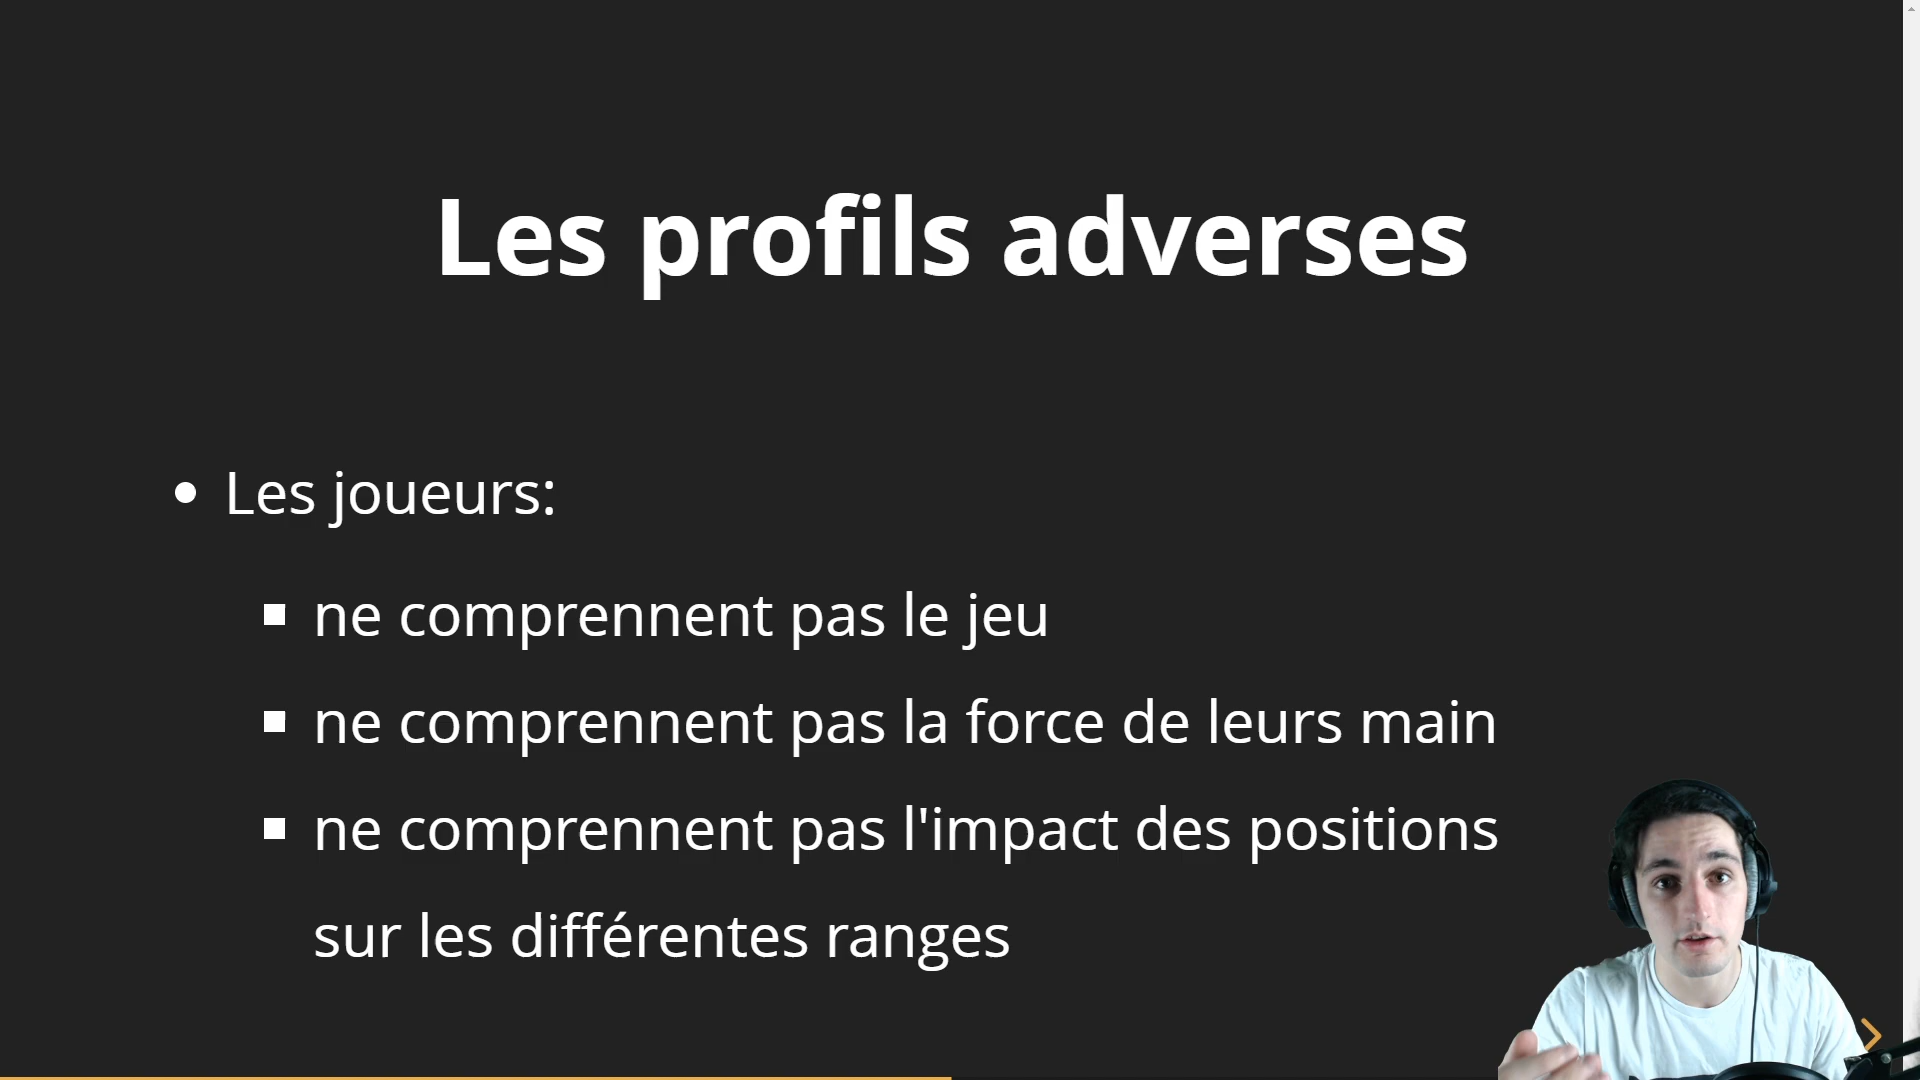 Les profils adverses
Les joueurs:
ne comprennent pas le jeu
ne comprennent pas la force de leurs main
ne comprennent pas l'impact des positions
sur les différentes ranges